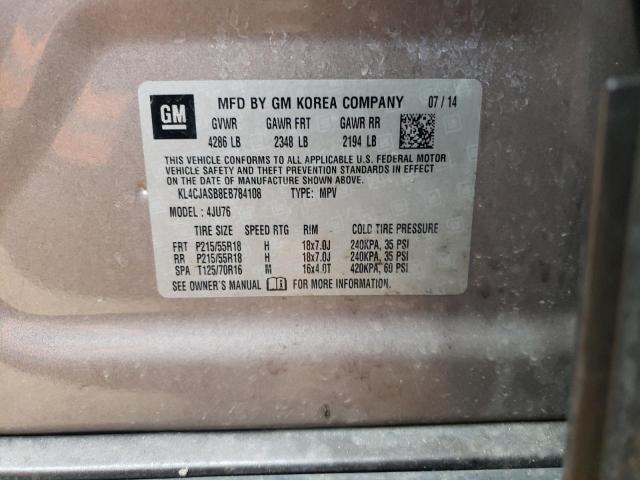 GM
MFD BY GM KOREA COMPANY 07 / 14
GVWR GAWR FRT GAWR RR
4286 LB 2348 LB 2194 LB
THIS VEHICLE CONFORMS TO ALL APPLICABLE U.S. FEDERAL MOTOR
VEHICLE SAFETY AND THEFT PREVENTION STANDARDS IN EFFECT
ON THE DATE OF MANUFACTURE SHOWN ABOVE.
KL4CJASB8EB784108 TYPE: MPV
MODEL : 4JU76
TIRE SIZE SPEED RTG RIM COLD TIRE PRESSURE
FRT P215/55R18 H 18x7.0J 240KPA, 35 PSI
RR P215/55R18 H 18x7.0J 240KPA, 35 PSI
SPA T125/70R16 M 16x4.0T 420KPA, 60 PSI
SEE OWNER'S MANUAL FOR MORE INFORMATION.